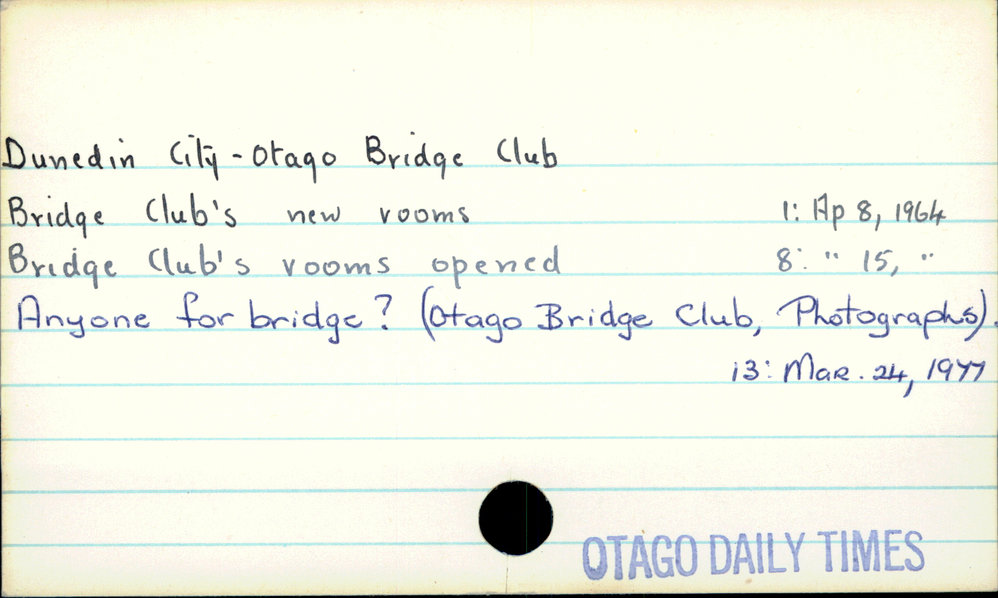 Dunedin City - Otago Bridge Club
Bridge Club's new rooms 1: Ap 8, 1964
Bridge Club's rooms opened 8: " 15, "
Anyone for bridge? (Otago Bridge Club, Photographs).
13: Mar. 24, 1977
OTAGO DAILY TIMES